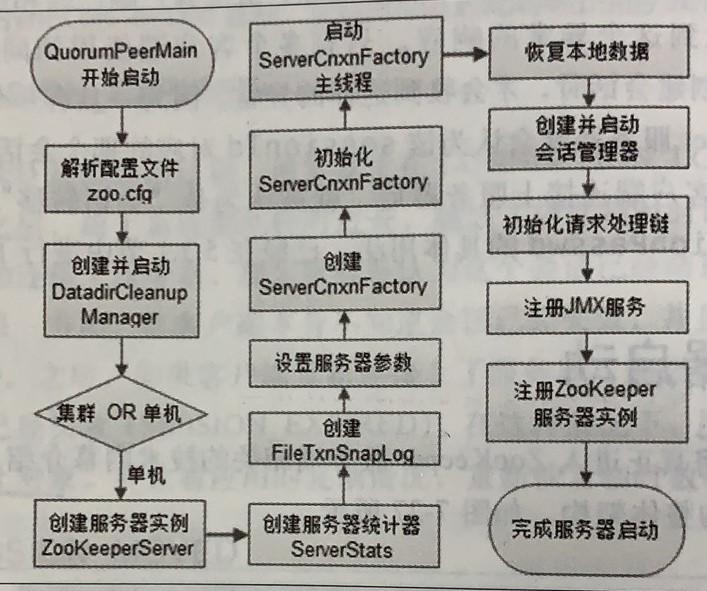 QuorumPeerMain
开始启动
解析配置文件
zoo.cfg
创建并启动
DatadirCleanup
Manager
集群 OR 单机
单机
创建服务器实例
ZooKeeperServer
创建服务器统计器
ServerStats
创建
FileTxnSnapLog
设置服务器参数
创建
ServerCnxnFactory
初始化
ServerCnxnFactory
启动
ServerCnxnFactory
主线程
恢复本地数据
创建并启动
会话管理器
初始化请求处理链
注册JMX服务
注册ZooKeeper
服务器实例
完成服务器启动